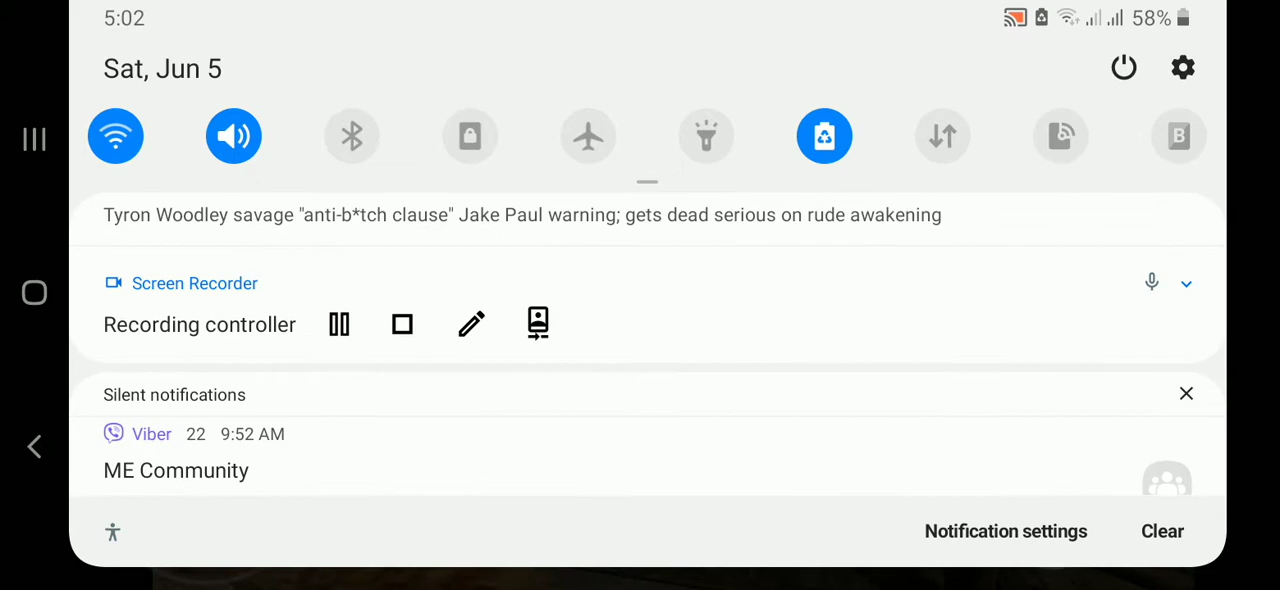 5:02
58%
Sat, Jun 5
B
Tyron Woodley savage "anti-b*tch clause" Jake Paul warning; gets dead serious on rude awakening
Screen Recorder
Recording controller
Silent notifications
Viber 22 9:52 AM
ME Community
Notification settings
Clear